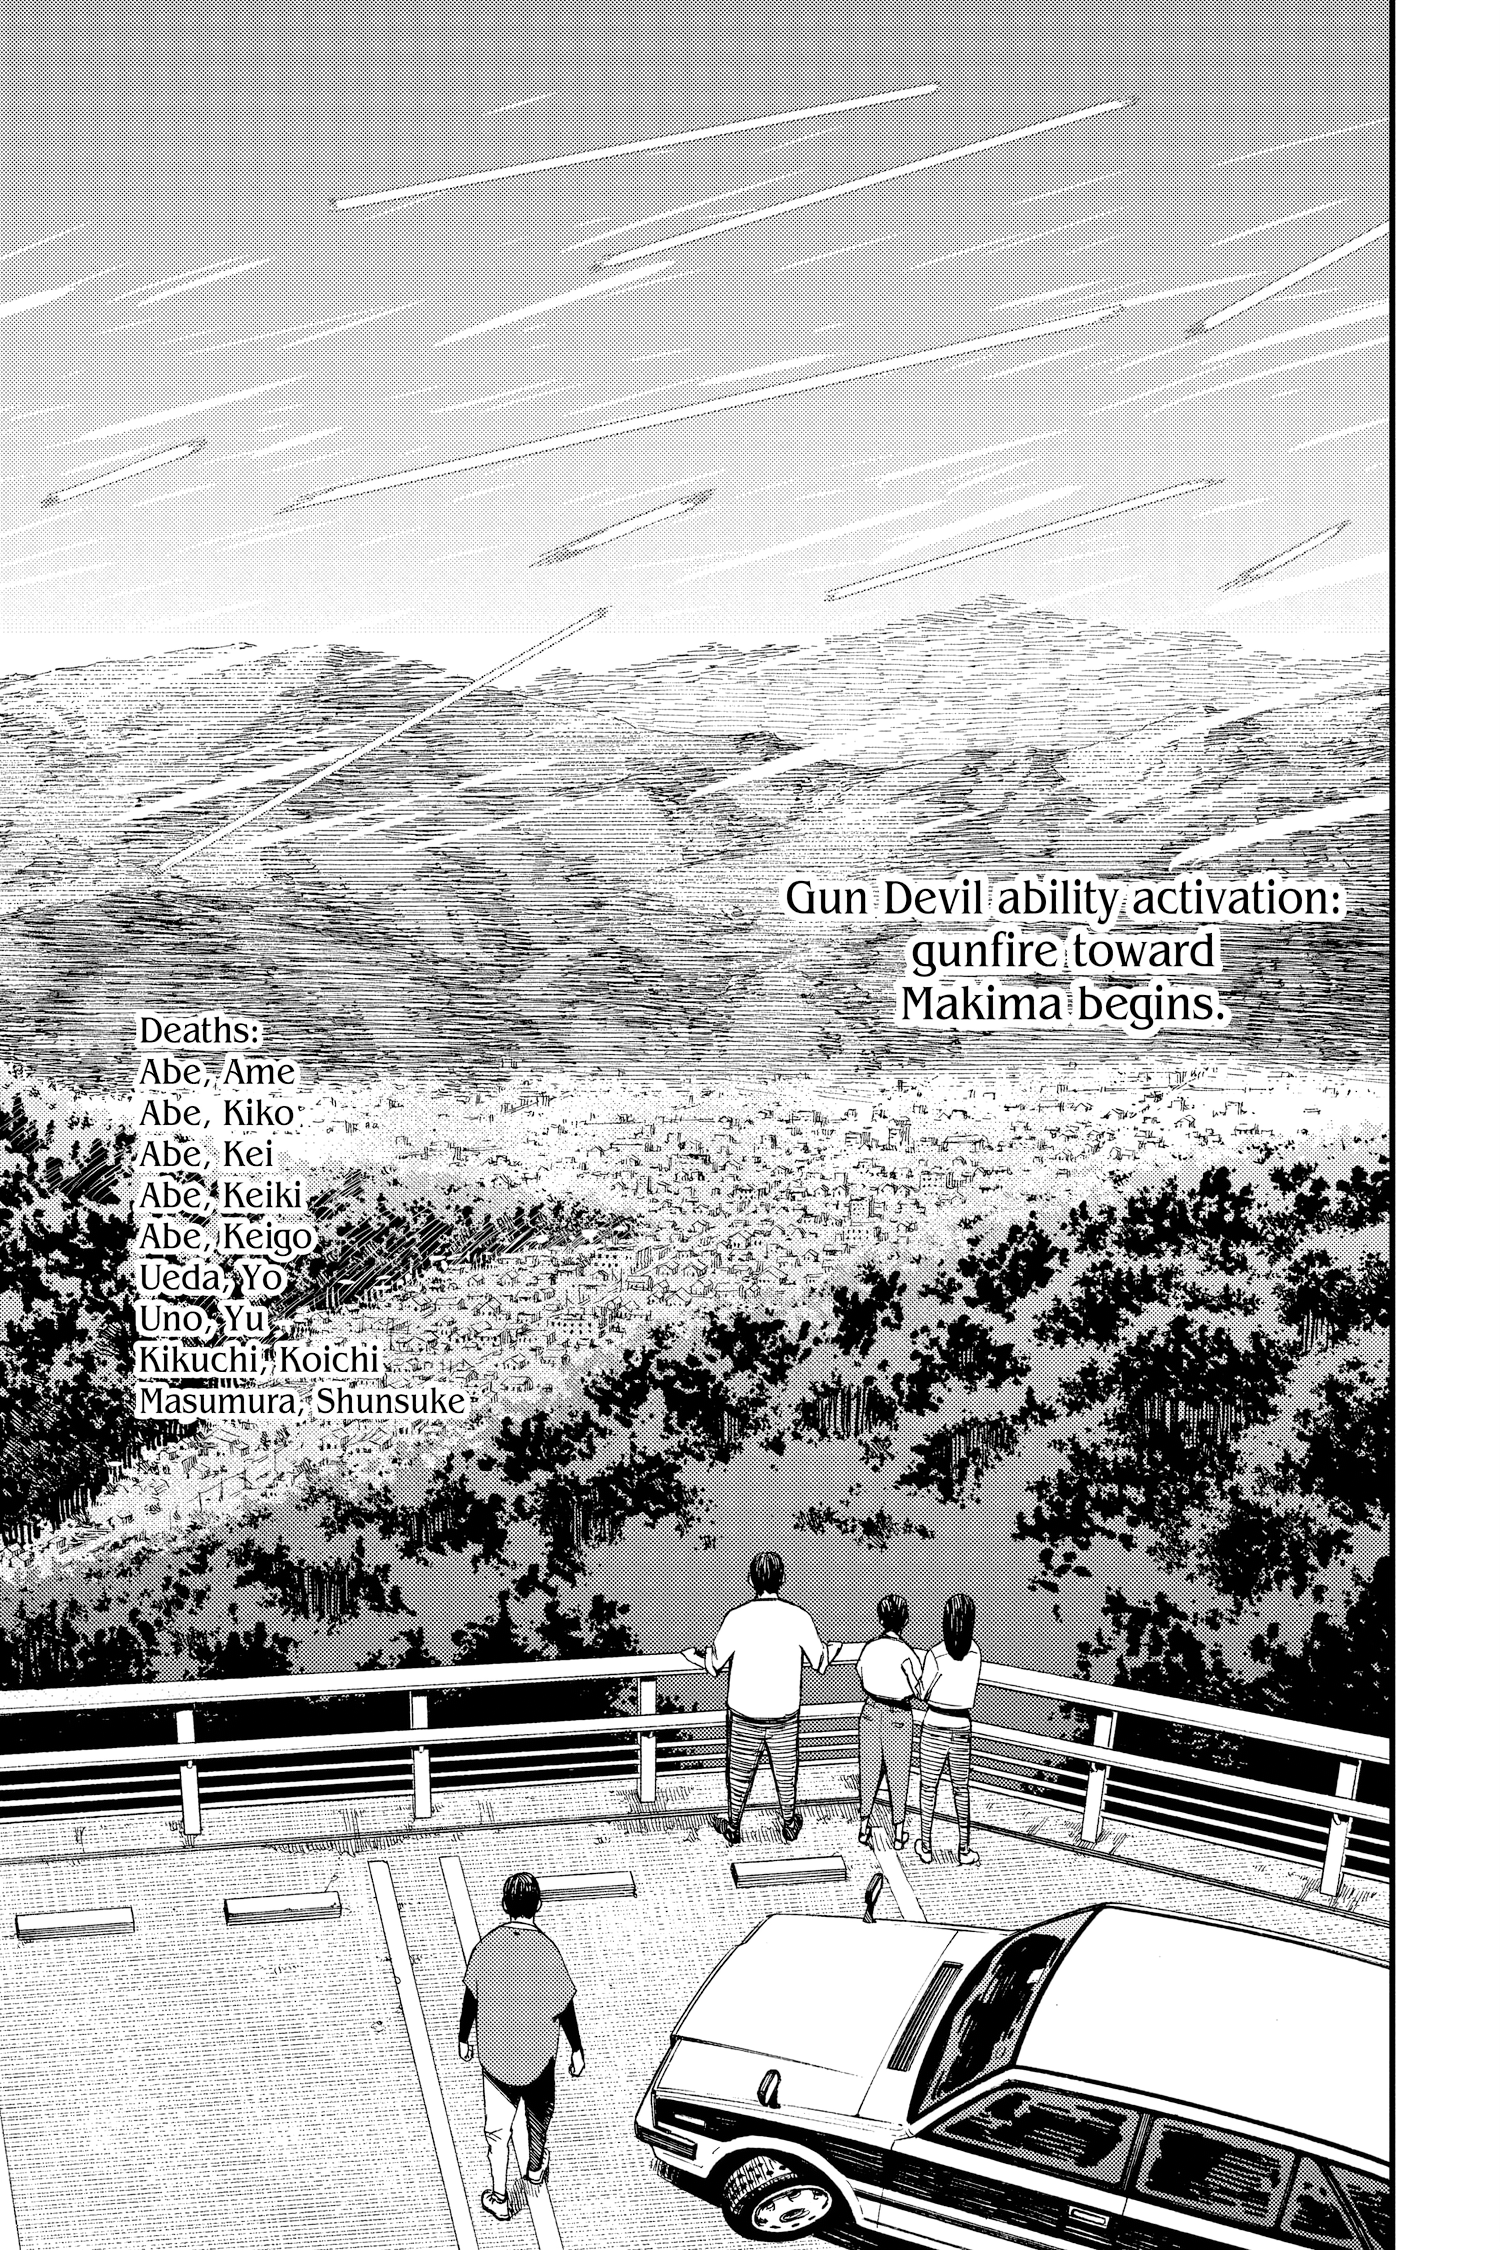 Gun Devil ability activation:
gunfire toward
Makima begins.
Deaths:
Abe, Ame
Abe, Kiko
Abe, Kei
Abe, Keiki
Abe, Keigo
Ueda, Yo
Uno, Yu
Kikuchi, Koichi
Masumura, Shunsuke